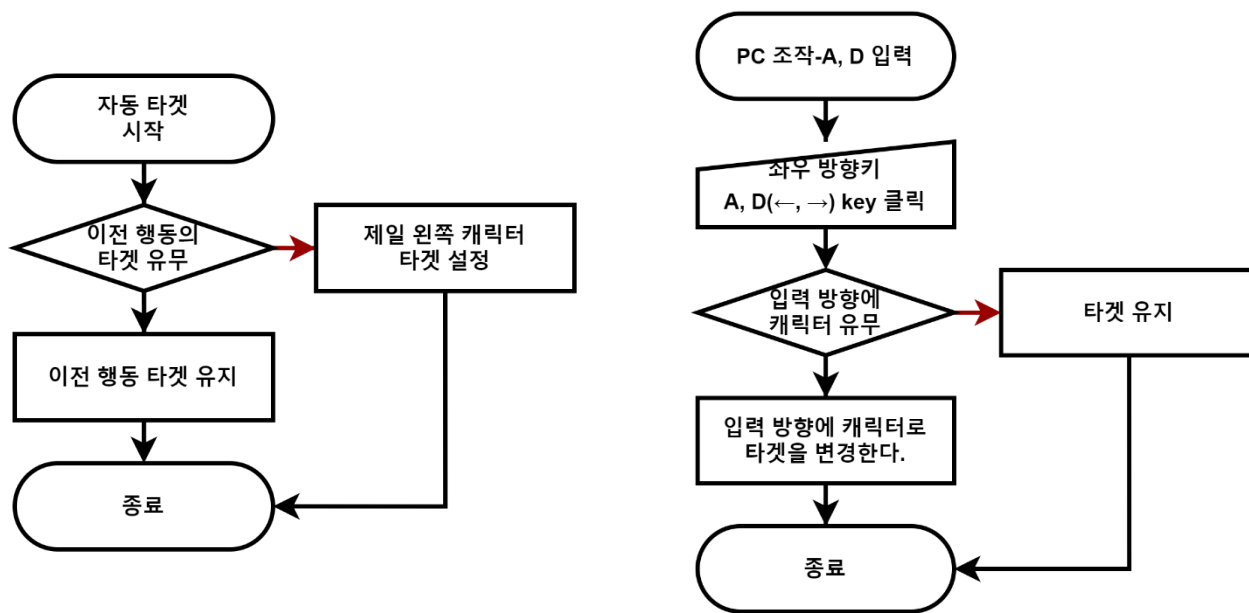 자동 타겟
시작
이전 행동의
타겟 유무
제일 왼쪽 캐릭터
타겟 설정
이전 행동 타겟 유지
종료
PC 조작-A, D 입력
좌우 방향키
A, D(←, →) key 클릭
입력 방향에
캐릭터 유무
타겟 유지
입력 방향에 캐릭터로
타겟을 변경한다.
종료